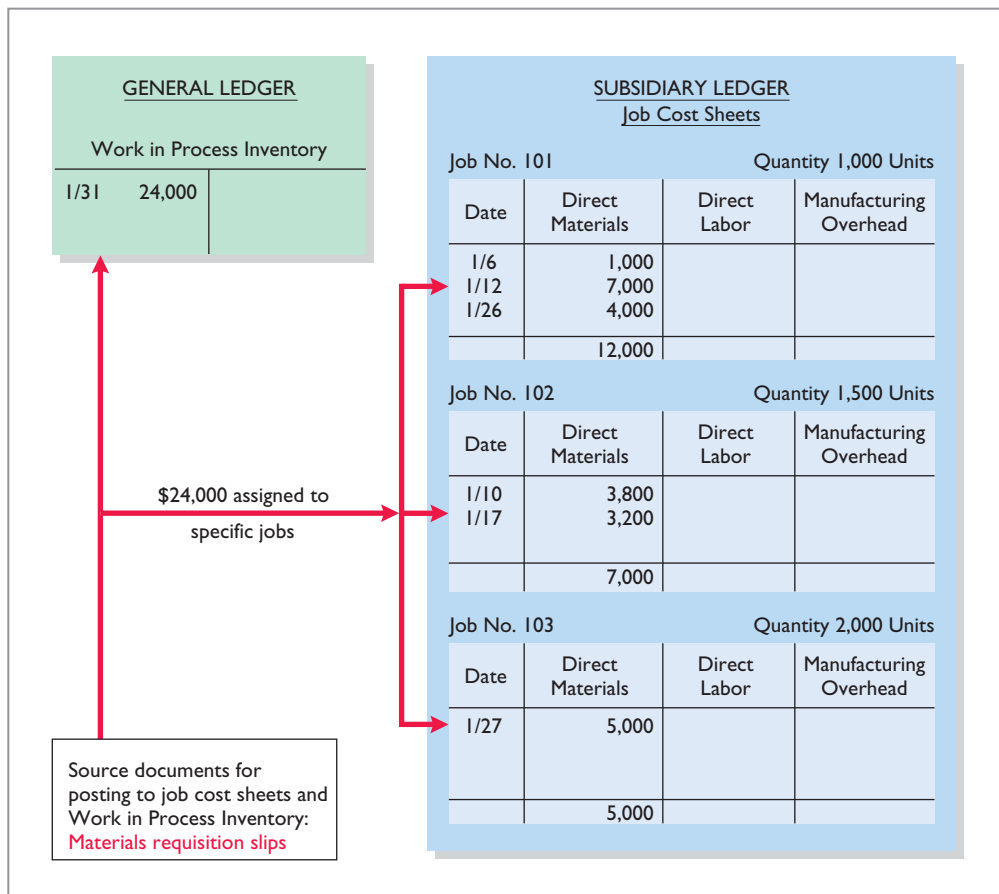 GENERAL LEDGER
Work in Process Inventory
1/31 24,000
$24,000 assigned to
specific jobs
Source documents for
posting to job cost sheets and
Work in Process Inventory:
Materials requisition slips
SUBSIDIARY LEDGER
Job Cost Sheets
Job No. 101 Quantity 1,000 Units
Date Direct Materials Direct Labor Manufacturing Overhead
1/6 1,000
1/12 7,000
1/26 4,000
12,000
Job No. 102 Quantity 1,500 Units
Date Direct Materials Direct Labor Manufacturing Overhead
1/10 3,800
1/17 3,200
7,000
Job No. 103 Quantity 2,000 Units
Date Direct Materials Direct Labor Manufacturing Overhead
1/27 5,000
5,000